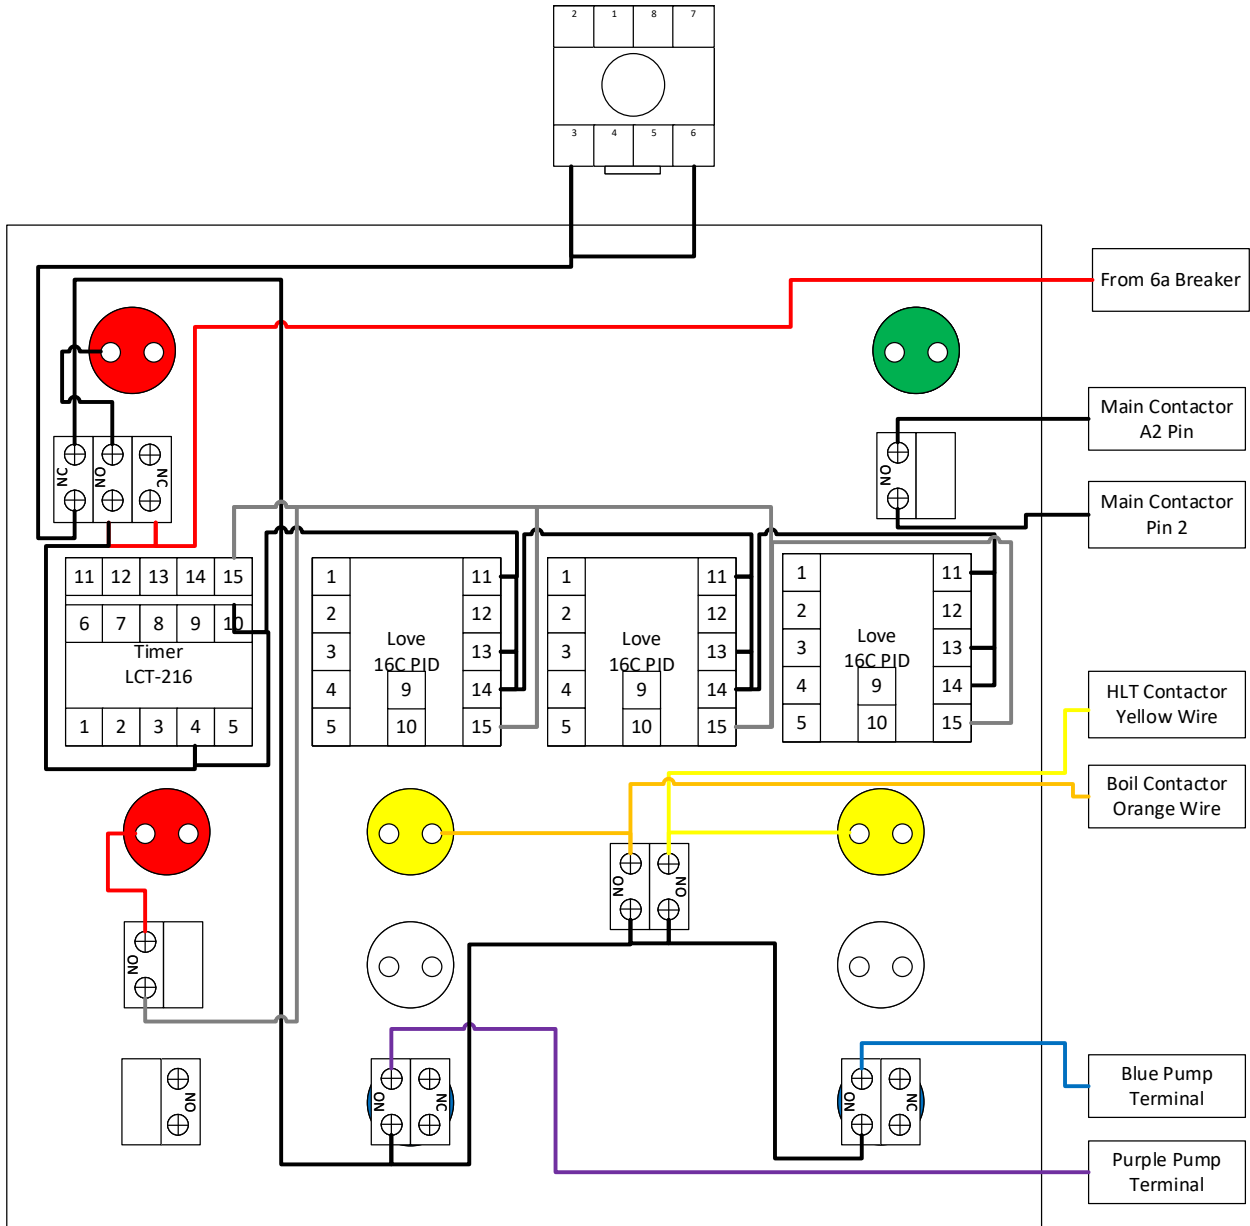 2 1 8 7
3 4 5 6
From 6a Breaker
Main Contactor
A2 Pin
NC
NO
NC
NO
Main Contactor
Pin 2
11 12 13 14 15
6 7 8 9 10
Timer
LCT-216
1 2 3 4 5
1
2
3
4
5
Love
16C PID
9
10
11
12
13
14
15
1
2
3
4
5
Love
16C PID
9
10
11
12
13
14
15
1
2
3
4
5
Love
16C PID
9
10
11
12
13
14
15
HLT Contactor
Yellow Wire
Boil Contactor
Orange Wire
NO
NO
NO
NO
NO
NC
NO
NC
Blue Pump
Terminal
Purple Pump
Terminal